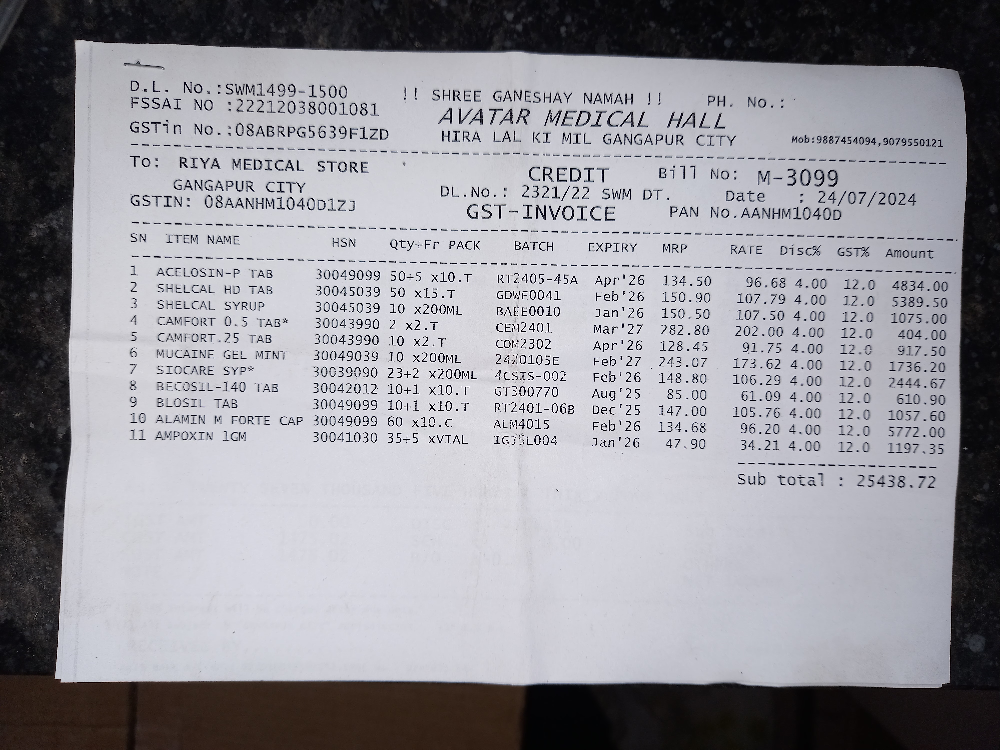 D.L. No.:SWM1499-1500 !! SHREE GANESHAY NAMAH !! PH. No.:
FSSAI NO :22212038001081 AVATAR MEDICAL HALL
GSTin No.:08ABRPG5639F1ZD HIRA LAL KI MIL GANGAPUR CITY Mob:9887454094,9079550121
To: RIYA MEDICAL STORE CREDIT Bill No: M-3099
GANGAPUR CITY DL.No.: 2321/22 SWM DT. Date : 24/07/2024
GSTIN: 08AANHM1040D1ZJ GST-INVOICE PAN No.AANHM1040D
SN ITEM NAME HSN Qty+Fr PACK BATCH EXPIRY MRP RATE Disc% GST% Amount
1 ACELOSIN-P TAB 30049099 50+5 x10.T RT2405-45A Apr'26 134.50 96.68 4.00 12.0 4834.00
2 SHELCAL HD TAB 30045039 50 x15.T GDWF0041 Feb'26 150.90 107.79 4.00 12.0 5389.50
3 SHELCAL SYRUP 30045039 10 x200ML BAEE0010 Jan'26 150.50 107.50 4.00 12.0 1075.00
4 CAMFORT 0.5 TAB* 30043990 2 x2.T CEM2401 Mar'27 282.80 202.00 4.00 12.0 404.00
5 CAMFORT.25 TAB 30043990 10 x2.T COM2302 Apr'26 128.45 91.75 4.00 12.0 917.50
6 MUCAINE GEL MINT 30049039 10 x200ML 2420105E Feb'27 243.07 173.62 4.00 12.0 1736.20
7 SIOCARE SYP* 30039090 23+2 x200ML 4CSIS-002 Feb'26 148.80 106.29 4.00 12.0 2444.67
8 BECOSIL-140 TAB 30042012 10+1 x10.T GT300770 Aug'25 85.00 61.09 4.00 12.0 610.90
9 BLOSIL TAB 30049099 10+1 x10.T RT2401-06B Dec'25 147.00 105.76 4.00 12.0 1057.60
10 ALAMIN M FORTE CAP 30049099 60 x10.C ALM4015 Feb'26 134.68 96.20 4.00 12.0 5772.00
11 AMPOXIN 1GM 30041030 35+5 xVIAL Jan'26 47.90 34.21 4.00 12.0 1197.35
Sub total : 25438.72